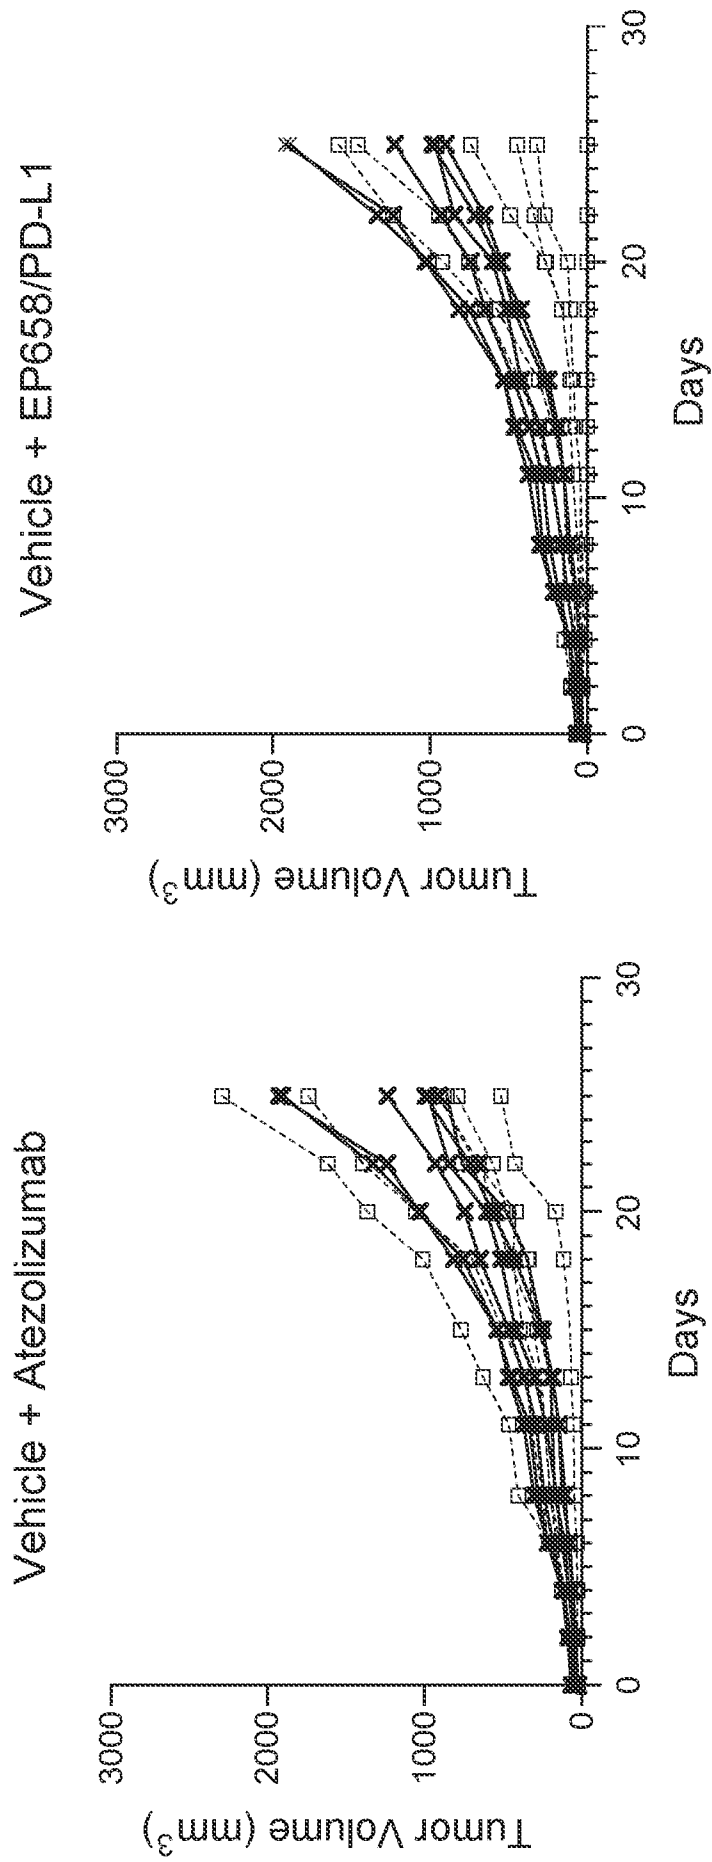 Vehicle + Atezolizumab
Tumor Volume (mm³)
3000
2000
1000
0
0
10
20
30
Days
Vehicle + EP658/PD-L1
Tumor Volume (mm³)
3000
2000
1000
0
0
10
20
30
Days